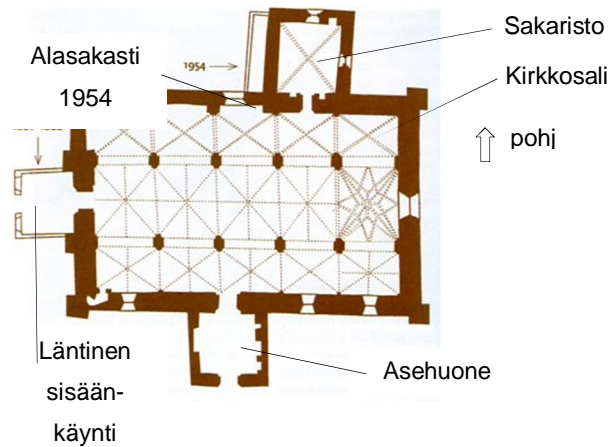 Sakaristo
Alasakasti
1954
1954
Kirkkosali
pohj
Läntinen
sisään-
käynti
Asehuone